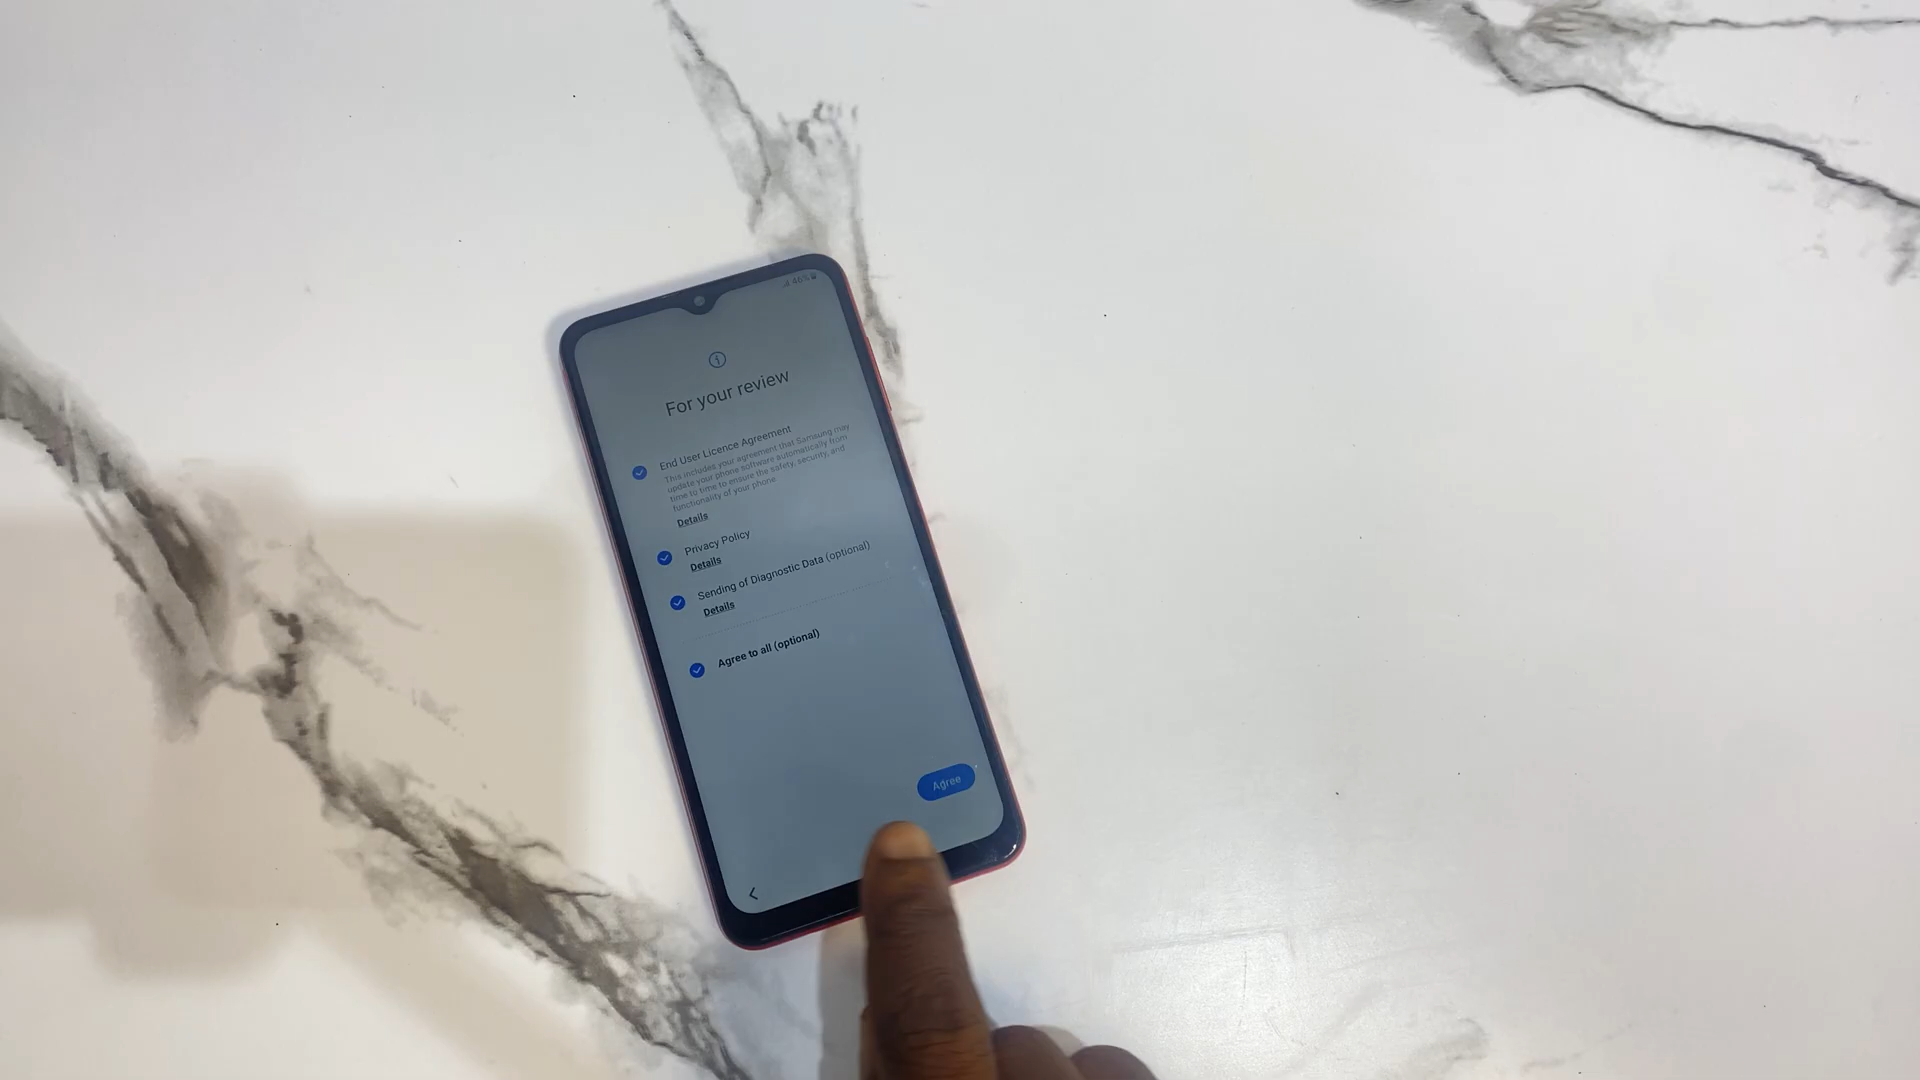 46%
For your review
End User Licence Agreement
This includes your agreement that Samsung may
update your phone software automatically from
time to time to ensure the safety, security, and
functionality of your phone.
Details
Privacy Policy
Details
Sending of Diagnostic Data (optional)
Details
Agree to all (optional)
Agree